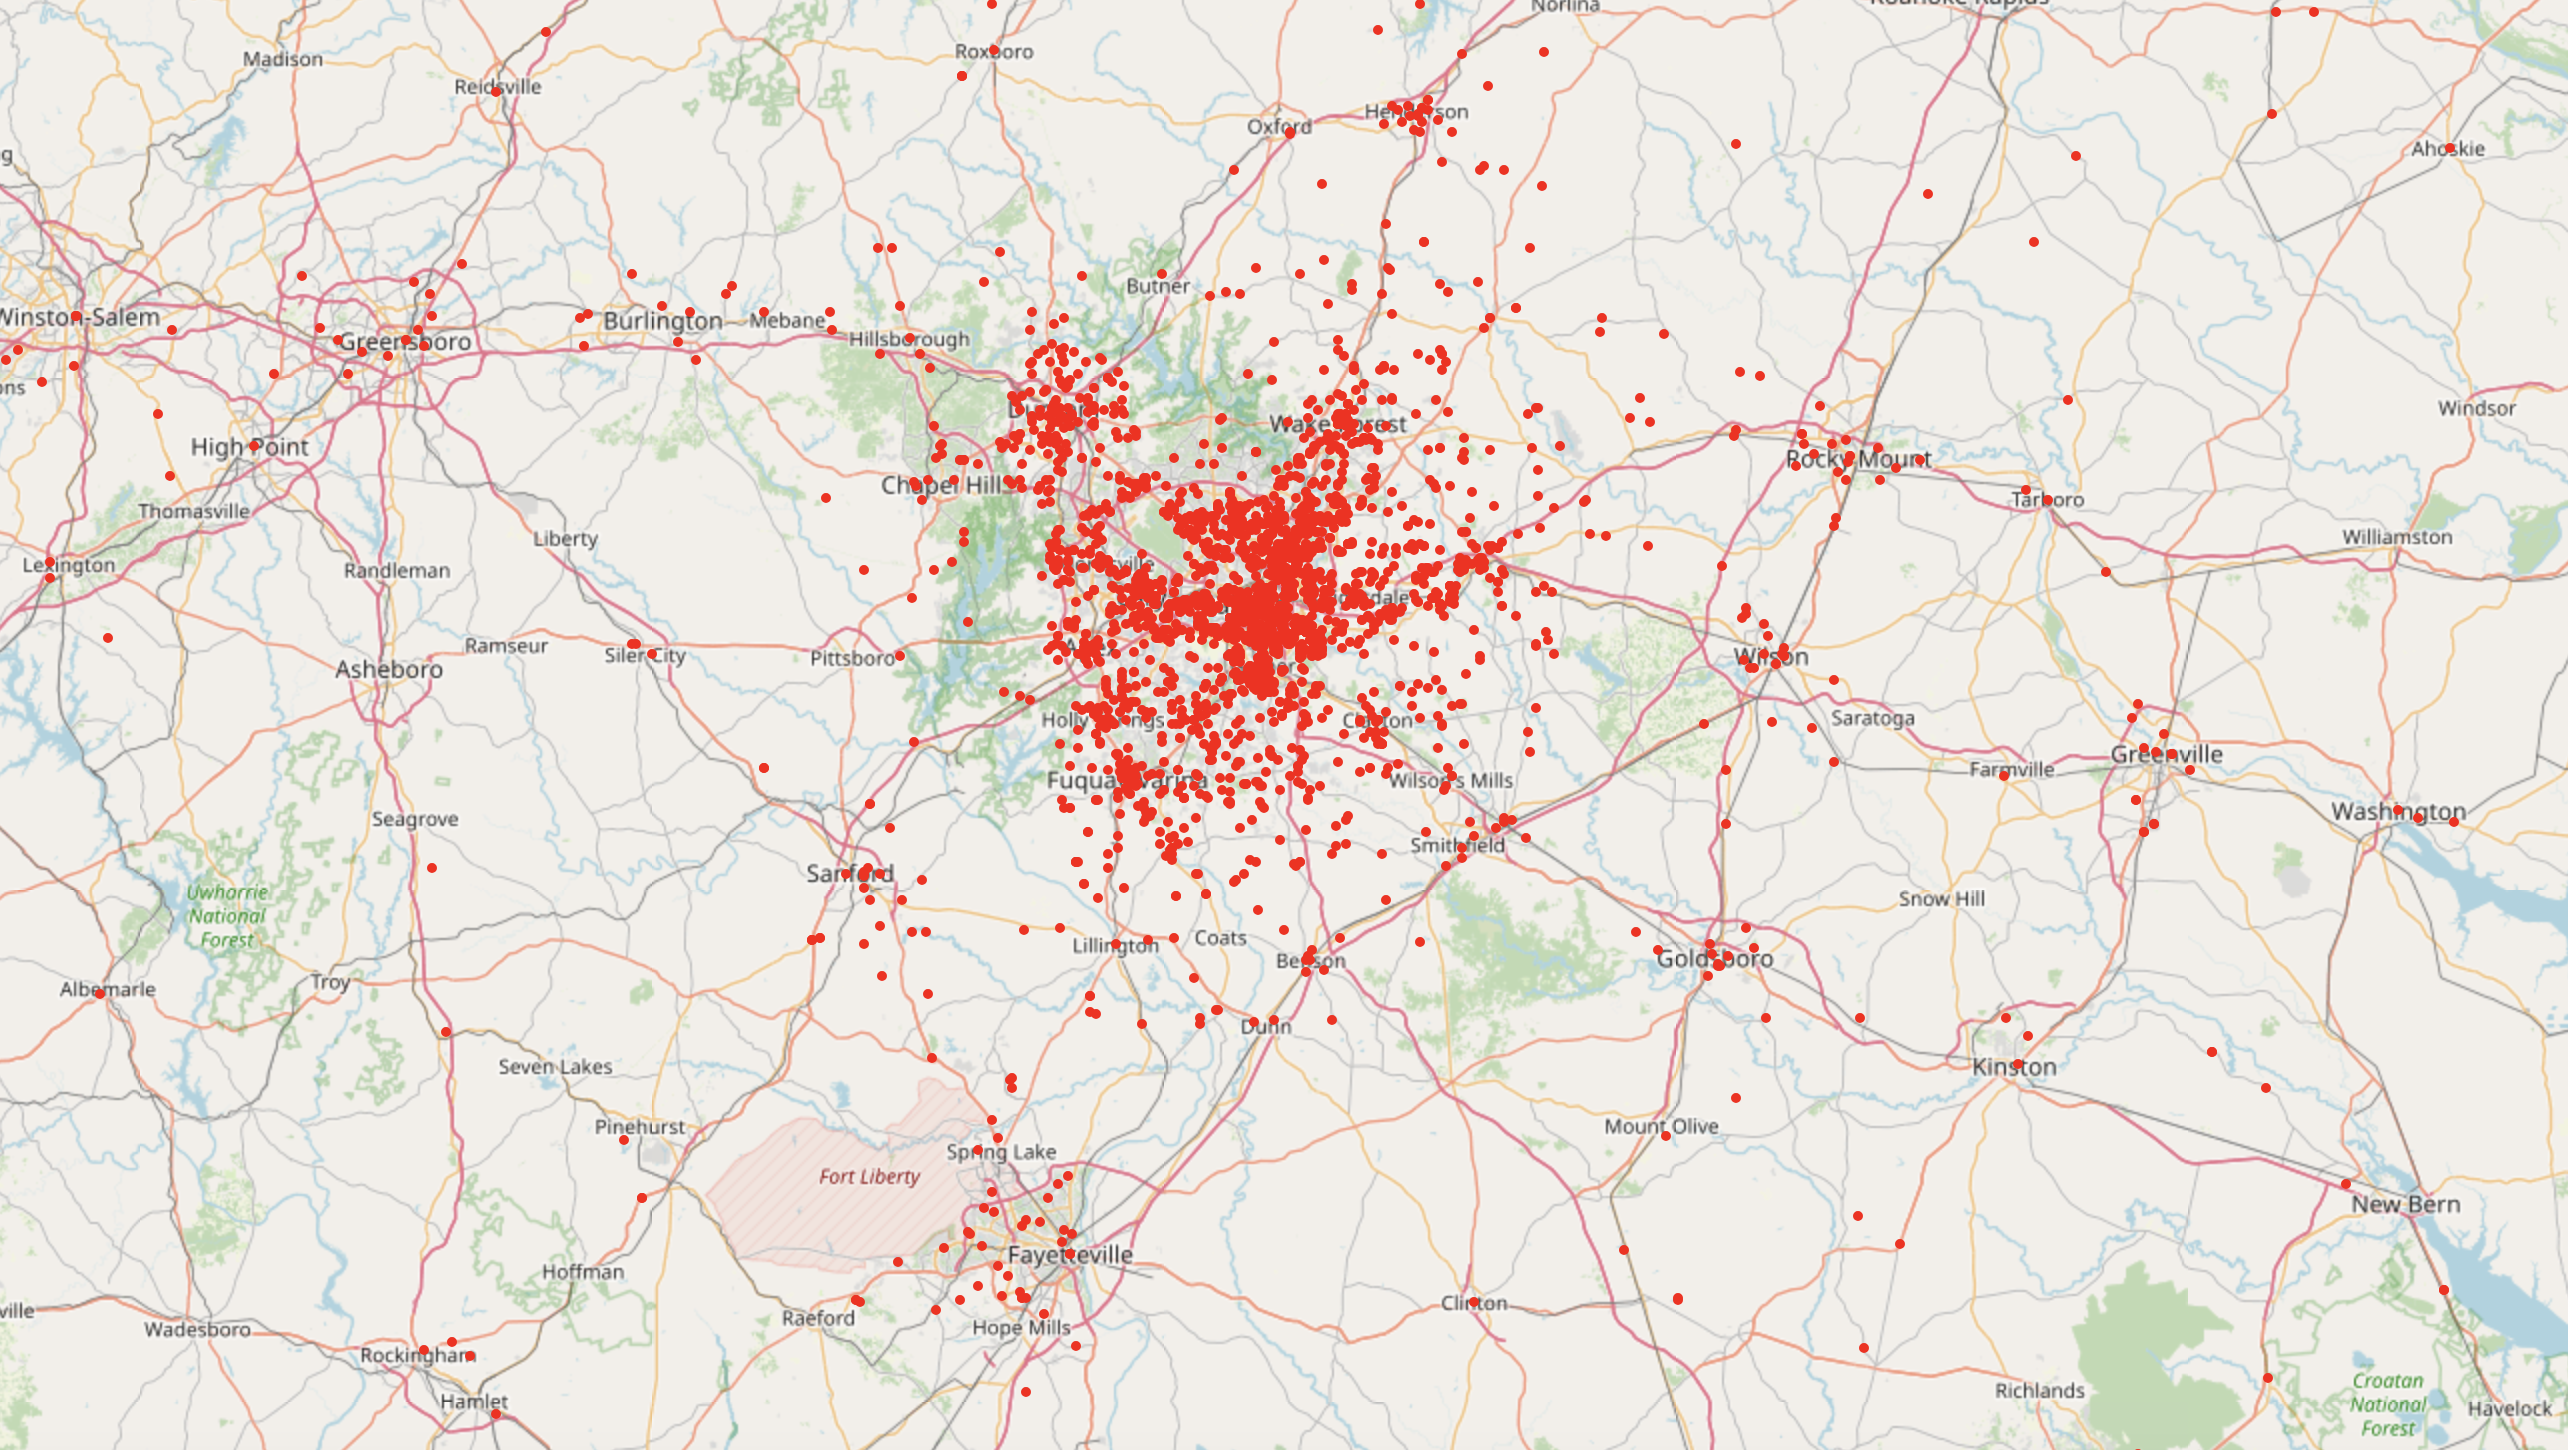 Norlina
Roanoke Rapids
Madison
Roxboro
Reidsville
Henderson
Oxford
Ahoskie
g
Butner
Winston-Salem
Burlington
Mebane
Hillsborough
Greensboro
ons
Durham
Windsor
Wake Forest
High Point
Rocky Mount
Chapel Hill
Tarboro
Thomasville
Liberty
Williamston
Lexington
Randleman
Ramseur
Siler City
Pittsboro
Wilson
Asheboro
Holly Springs
Clayton
Saratoga
Greenville
Farmville
Fuquay-Varina
Wilson's Mills
Washington
Seagrove
Smithfield
Sanford
Uwharrie
National
Forest
Snow Hill
Lillington
Coats
Benson
Goldsboro
Troy
Albemarle
Dunn
Seven Lakes
Kinston
Pinehurst
Mount Olive
Spring Lake
Fort Liberty
New Bern
Fayetteville
Hoffman
Clinton
ville
Raeford
Hope Mills
Wadesboro
Rockingham
Richlands
Croatan
National
Forest
Hamlet
Havelock